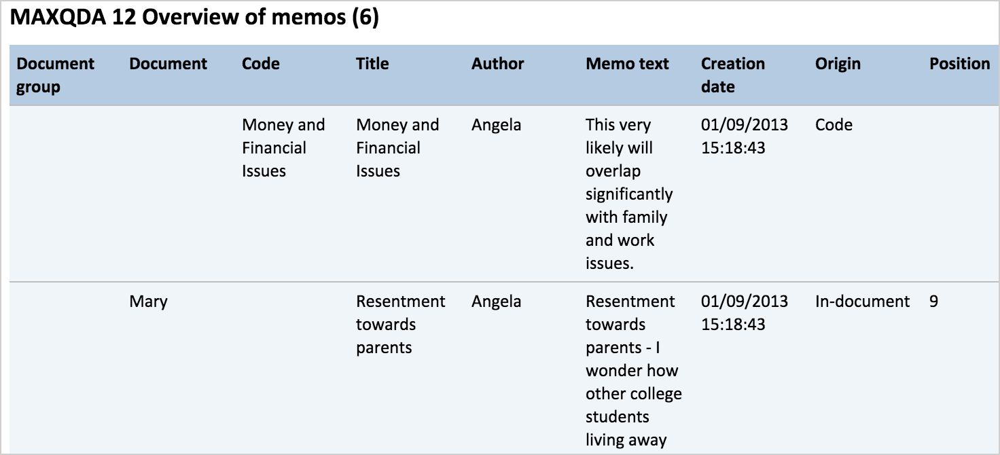 MAXQDA 12 Overview of memos (6)
Document group Document Code Title Author Memo text Creation date Origin Position
Money and Financial Issues Money and Financial Issues Angela This very likely will overlap significantly with family and work issues. 01/09/2013 15:18:43 Code
Mary Resentment towards parents Angela Resentment towards parents - I wonder how other college students living away 01/09/2013 15:18:43 In-document 9